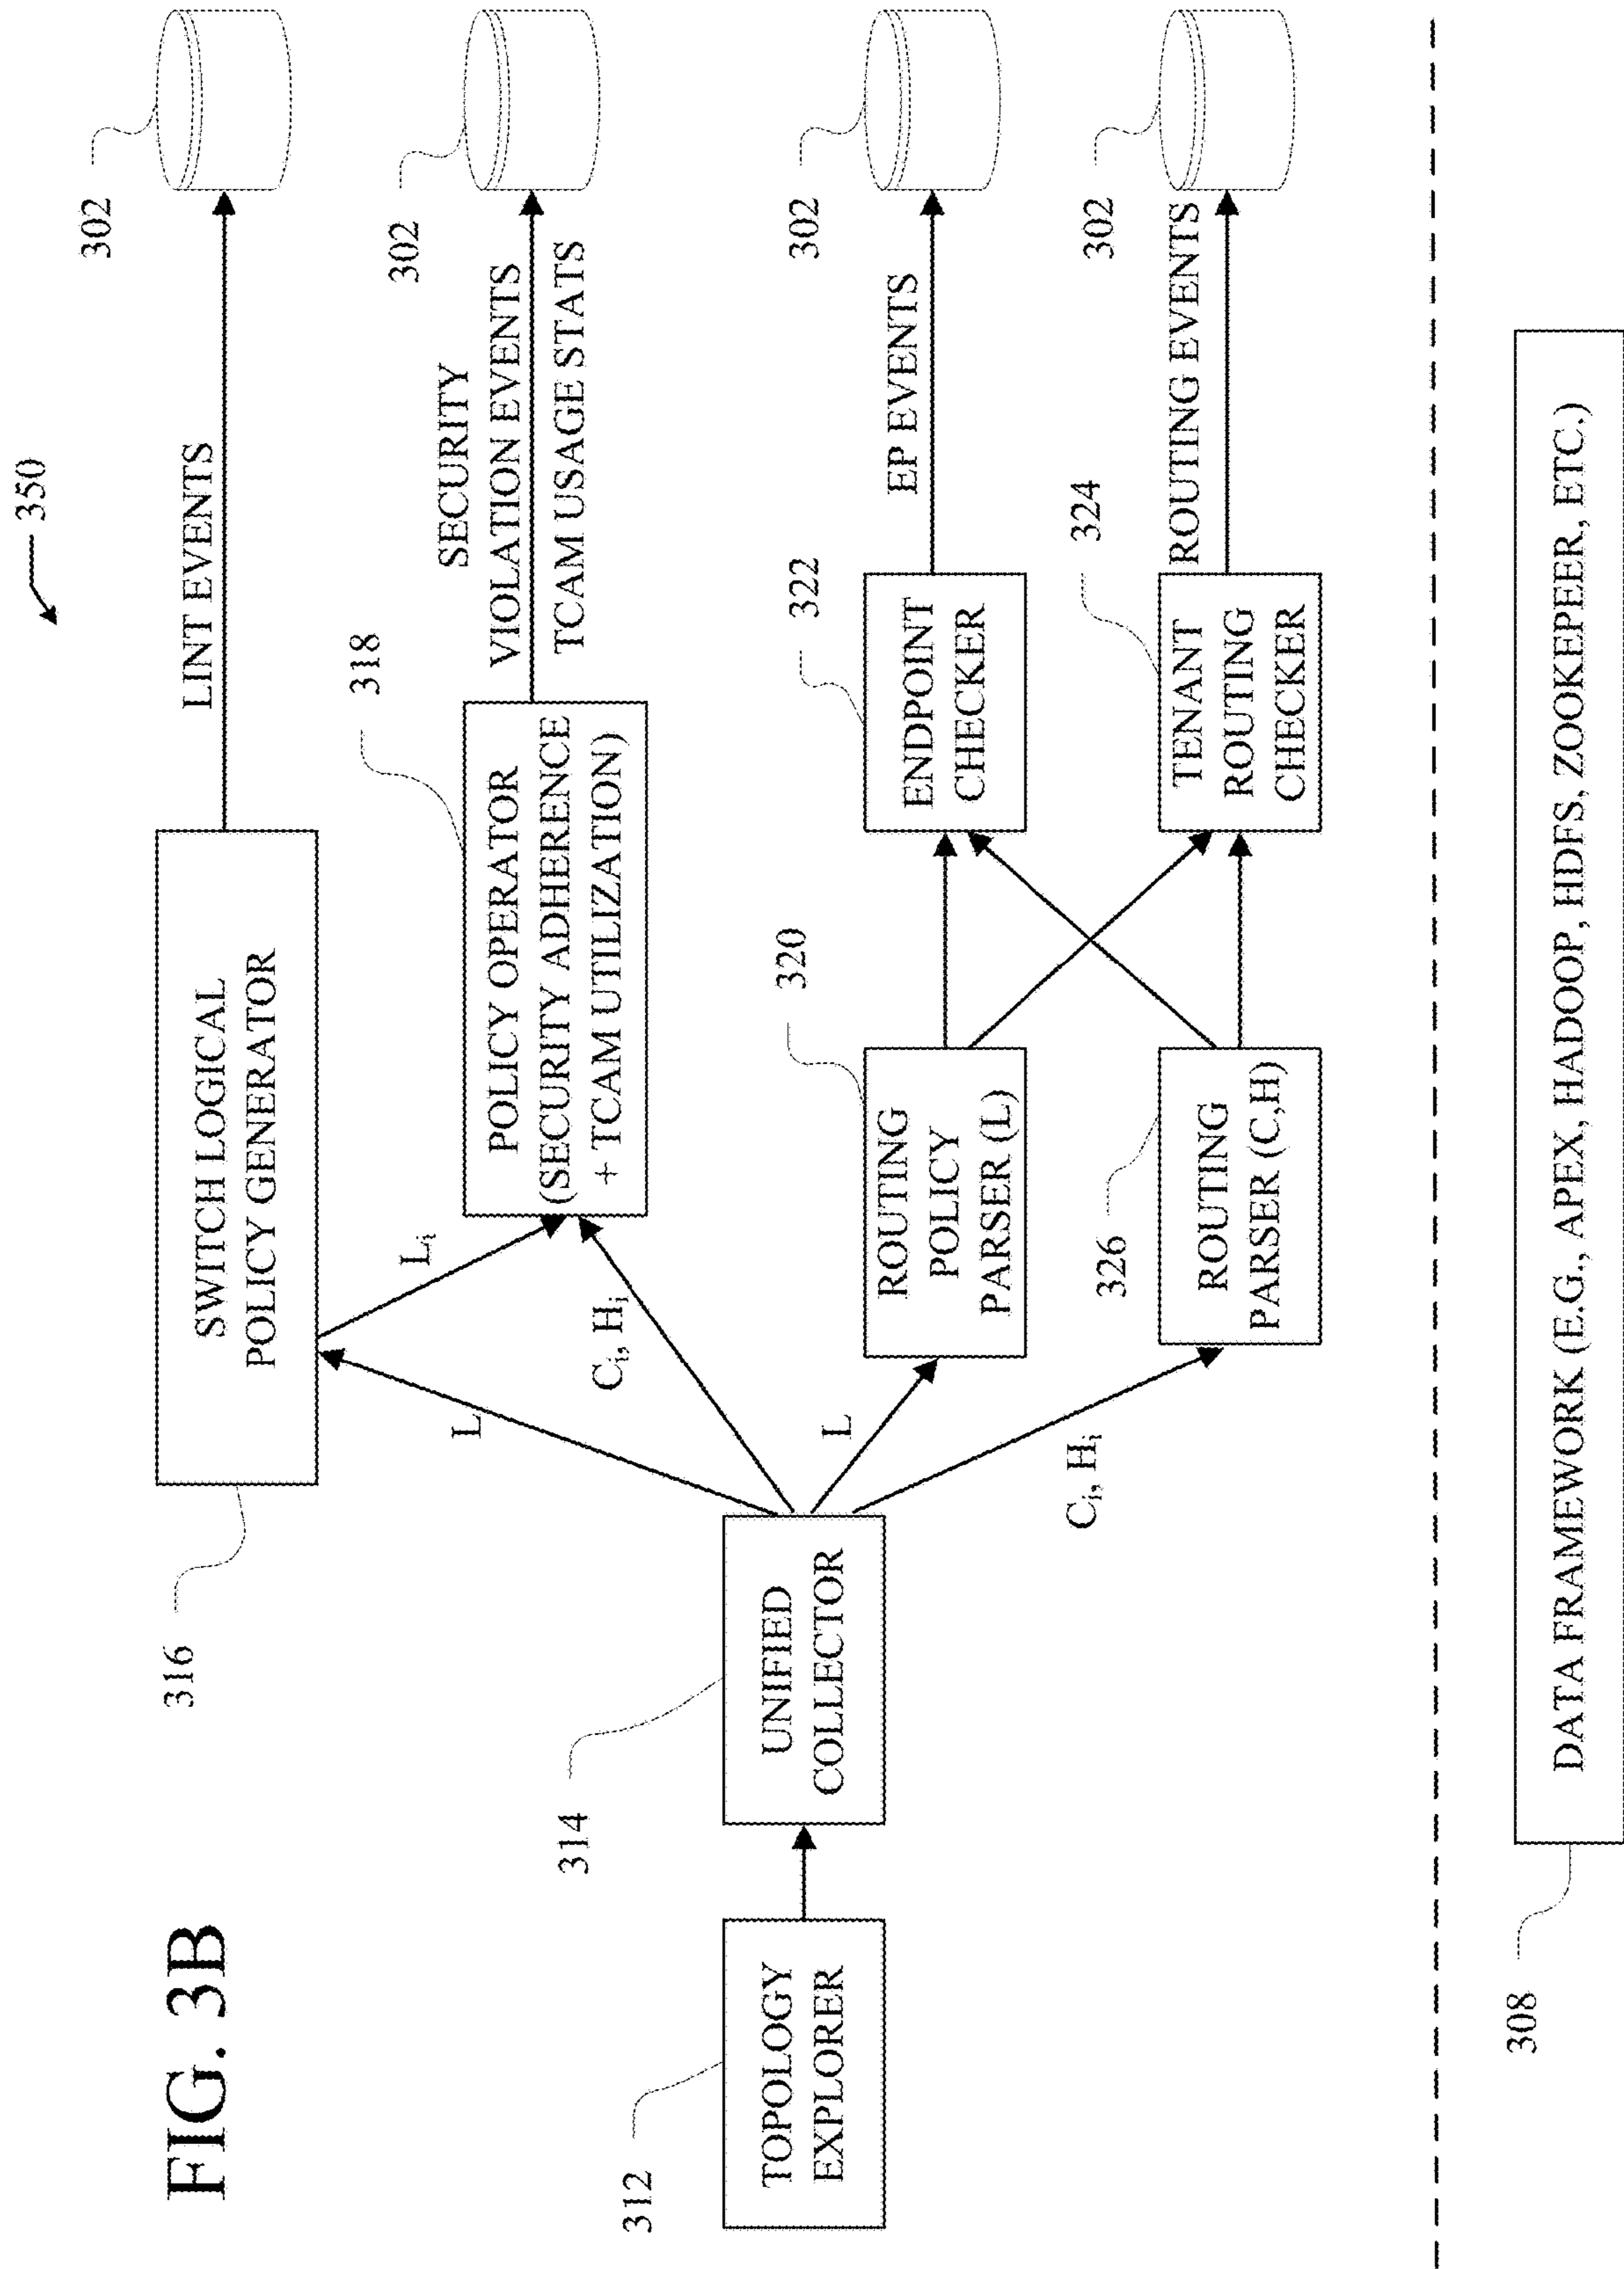 FIG. 3B
350
316
SWITCH LOGICAL
POLICY GENERATOR
LINT EVENTS
302
L
Lᵢ
Cᵢ, Hᵢ
318
POLICY OPERATOR
(SECURITY ADHERENCE
+ TCAM UTILIZATION)
SECURITY
VIOLATION EVENTS
TCAM USAGE STATS
302
312
TOPOLOGY
EXPLORER
314
UNIFIED
COLLECTOR
L
Cᵢ, Hᵢ
320
ROUTING
POLICY
PARSER (L)
322
ENDPOINT
CHECKER
EP EVENTS
302
326
ROUTING
PARSER (C,H)
324
TENANT
ROUTING
CHECKER
ROUTING EVENTS
302
308
DATA FRAMEWORK (E.G., APEX, HADOOP, HDFS, ZOOKEPEER, ETC.)